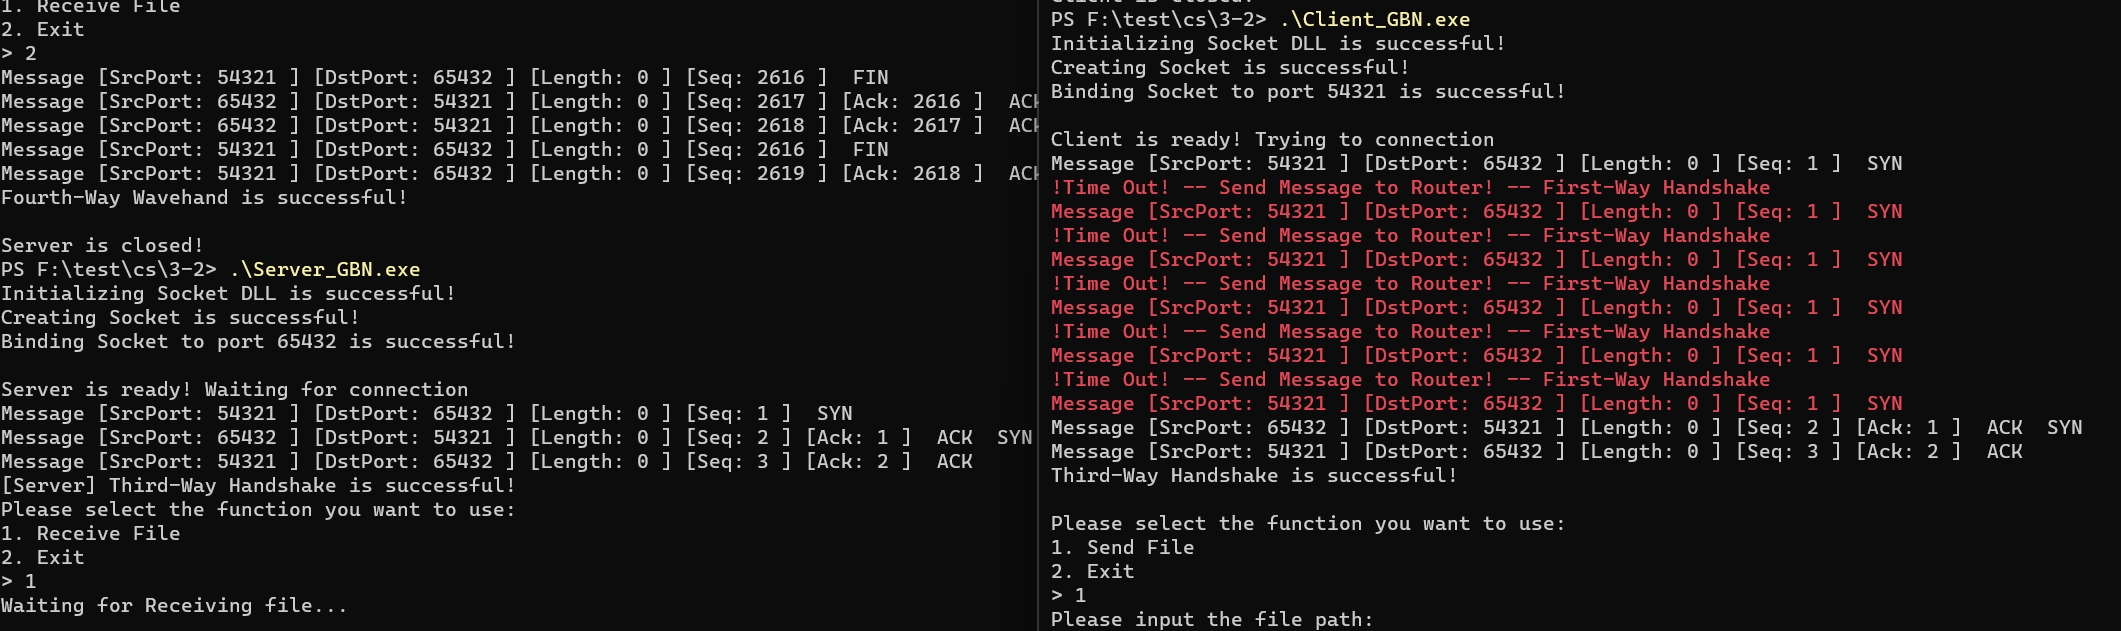 1. Receive File
2. Exit
> 2
Message [SrcPort: 54321 ] [DstPort: 65432 ] [Length: 0 ] [Seq: 2616 ]  FIN
Message [SrcPort: 65432 ] [DstPort: 54321 ] [Length: 0 ] [Seq: 2617 ] [Ack: 2616 ]  ACK
Message [SrcPort: 65432 ] [DstPort: 54321 ] [Length: 0 ] [Seq: 2618 ] [Ack: 2617 ]  ACK
Message [SrcPort: 54321 ] [DstPort: 65432 ] [Length: 0 ] [Seq: 2616 ]  FIN
Message [SrcPort: 54321 ] [DstPort: 65432 ] [Length: 0 ] [Seq: 2619 ] [Ack: 2618 ]  ACK
Fourth-Way Wavehand is successful!
Server is closed!
PS F:\test\cs\3-2> .\Server_GBN.exe
Initializing Socket DLL is successful!
Creating Socket is successful!
Binding Socket to port 65432 is successful!
Server is ready! Waiting for connection
Message [SrcPort: 54321 ] [DstPort: 65432 ] [Length: 0 ] [Seq: 1 ]  SYN
Message [SrcPort: 65432 ] [DstPort: 54321 ] [Length: 0 ] [Seq: 2 ] [Ack: 1 ]  ACK  SYN
Message [SrcPort: 54321 ] [DstPort: 65432 ] [Length: 0 ] [Seq: 3 ] [Ack: 2 ]  ACK
[Server] Third-Way Handshake is successful!
Please select the function you want to use:
1. Receive File
2. Exit
> 1
Waiting for Receiving file...
Client is closed!
PS F:\test\cs\3-2> .\Client_GBN.exe
Initializing Socket DLL is successful!
Creating Socket is successful!
Binding Socket to port 54321 is successful!
Client is ready! Trying to connection
Message [SrcPort: 54321 ] [DstPort: 65432 ] [Length: 0 ] [Seq: 1 ]  SYN
!Time Out! -- Send Message to Router! -- First-Way Handshake
Message [SrcPort: 54321 ] [DstPort: 65432 ] [Length: 0 ] [Seq: 1 ]  SYN
!Time Out! -- Send Message to Router! -- First-Way Handshake
Message [SrcPort: 54321 ] [DstPort: 65432 ] [Length: 0 ] [Seq: 1 ]  SYN
!Time Out! -- Send Message to Router! -- First-Way Handshake
Message [SrcPort: 54321 ] [DstPort: 65432 ] [Length: 0 ] [Seq: 1 ]  SYN
!Time Out! -- Send Message to Router! -- First-Way Handshake
Message [SrcPort: 54321 ] [DstPort: 65432 ] [Length: 0 ] [Seq: 1 ]  SYN
!Time Out! -- Send Message to Router! -- First-Way Handshake
Message [SrcPort: 54321 ] [DstPort: 65432 ] [Length: 0 ] [Seq: 1 ]  SYN
Message [SrcPort: 65432 ] [DstPort: 54321 ] [Length: 0 ] [Seq: 2 ] [Ack: 1 ]  ACK  SYN
Message [SrcPort: 54321 ] [DstPort: 65432 ] [Length: 0 ] [Seq: 3 ] [Ack: 2 ]  ACK
Third-Way Handshake is successful!
Please select the function you want to use:
1. Send File
2. Exit
> 1
Please input the file path: